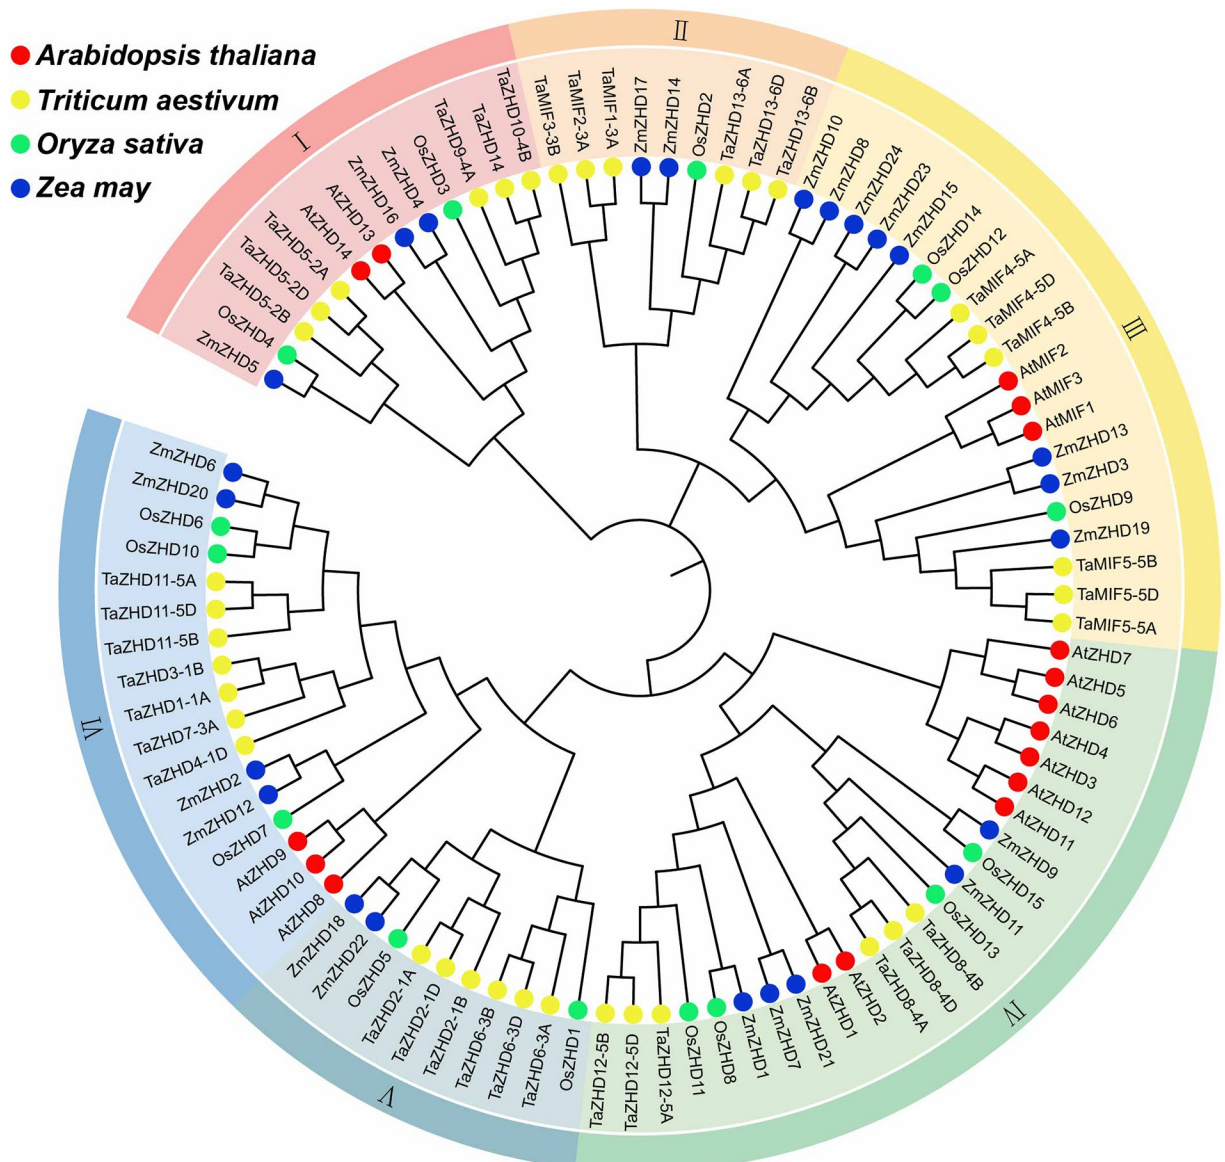 Arabidopsis thaliana
Triticum aestivum
Oryza sativa
Zea may
I
II
III
IV
V
VI
ZmZHD5
OsZHD4
TaZHD5-2B
TaZHD5-2D
TaZHD5-2A
AtZHD14
AtZHD13
ZmZHD16
ZmZHD4
OsZHD3
TaZHD9-4A
TaZHD14
TaZHD10-4B
TaMIF3-3B
TaMIF2-3A
TaMIF1-3A
ZmZHD17
ZmZHD14
OsZHD2
TaZHD13-6A
TaZHD13-6D
TaZHD13-6B
ZmZHD10
ZmZHD8
ZmZHD24
ZmZHD23
ZmZHD15
OsZHD14
OsZHD12
TaMIF4-5A
TaMIF4-5D
TaMIF4-5B
AtMIF2
AtMIF3
AtMIF1
ZmZHD13
ZmZHD3
OsZHD9
ZmZHD19
TaMIF5-5B
TaMIF5-5D
TaMIF5-5A
AtZHD7
AtZHD5
AtZHD6
AtZHD4
AtZHD3
AtZHD12
AtZHD11
ZmZHD9
OsZHD15
ZmZHD11
OsZHD13
TaZHD8-4B
TaZHD8-4D
TaZHD8-4A
AtZHD2
AtZHD1
ZmZHD21
ZmZHD7
ZmZHD1
OsZHD8
OsZHD11
TaZHD12-5A
TaZHD12-5D
TaZHD12-5B
OsZHD1
TaZHD6-3A
TaZHD6-3D
TaZHD6-3B
TaZHD2-1B
TaZHD2-1D
TaZHD2-1A
OsZHD5
ZmZHD22
ZmZHD18
AtZHD8
AtZHD10
AtZHD9
OsZHD7
ZmZHD12
ZmZHD2
TaZHD4-1D
TaZHD7-3A
TaZHD1-1A
TaZHD3-1B
TaZHD11-5B
TaZHD11-5D
TaZHD11-5A
OsZHD10
OsZHD6
ZmZHD20
ZmZHD6